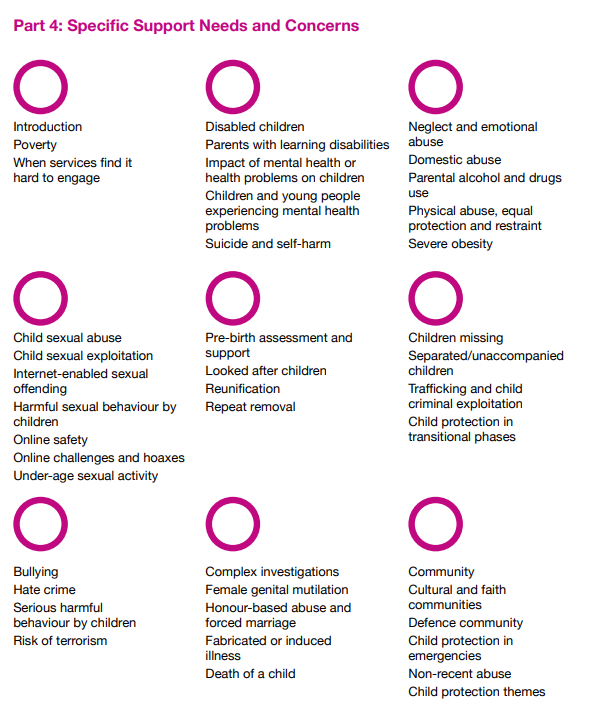 Part 4: Specific Support Needs and Concerns
Introduction
Poverty
When services find it
hard to engage
Disabled children
Parents with learning disabilities
Impact of mental health or
health problems on children
Children and young people
experiencing mental health
problems
Suicide and self-harm
Neglect and emotional
abuse
Domestic abuse
Parental alcohol and drugs
use
Physical abuse, equal
protection and restraint
Severe obesity
Child sexual abuse
Child sexual exploitation
Internet-enabled sexual
offending
Harmful sexual behaviour by
children
Online safety
Online challenges and hoaxes
Under-age sexual activity
Pre-birth assessment and
support
Looked after children
Reunification
Repeat removal
Children missing
Separated/unaccompanied
children
Trafficking and child
criminal exploitation
Child protection in
transitional phases
Bullying
Hate crime
Serious harmful
behaviour by children
Risk of terrorism
Complex investigations
Female genital mutilation
Honour-based abuse and
forced marriage
Fabricated or induced
illness
Death of a child
Community
Cultural and faith
communities
Defence community
Child protection in
emergencies
Non-recent abuse
Child protection themes